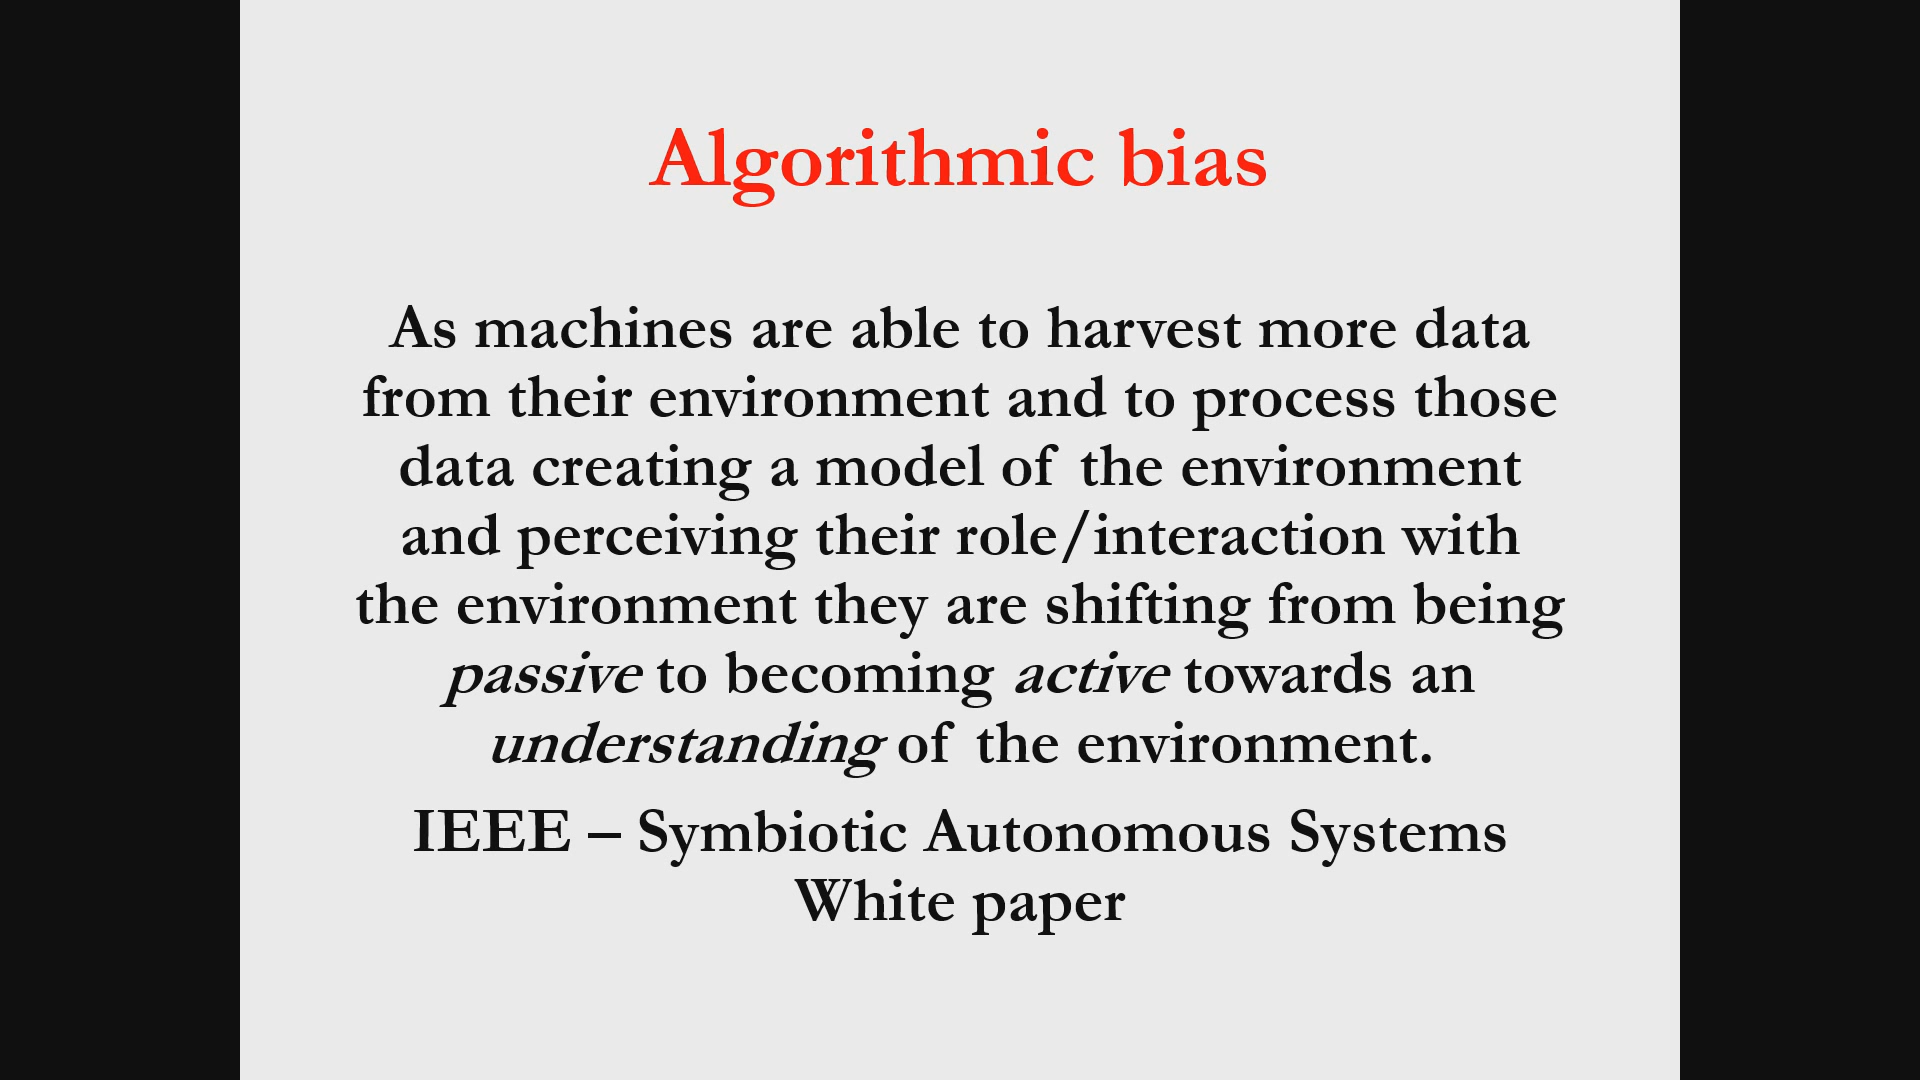 Algorithmic bias
As machines are able to harvest more data
from their environment and to process those
data creating a model of the environment
and perceiving their role/interaction with
the environment they are shifting from being
passive to becoming active towards an
understanding of the environment.
IEEE – Symbiotic Autonomous Systems
White paper